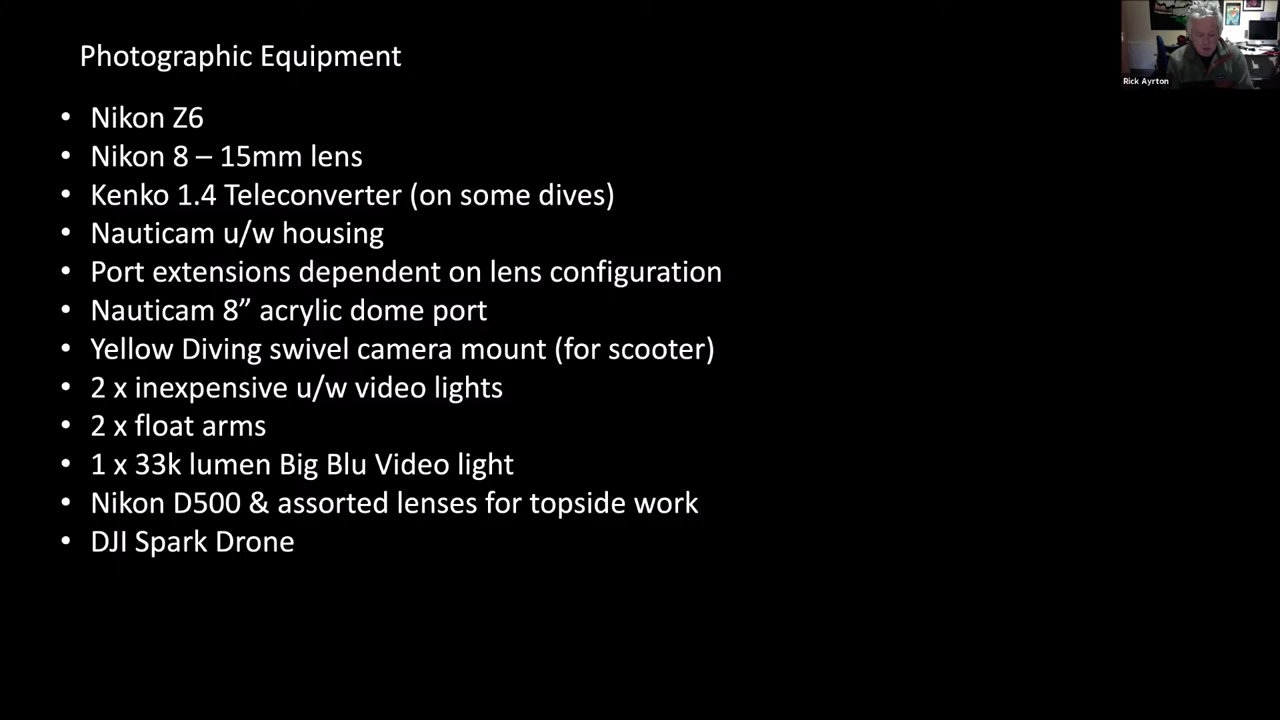 Photographic Equipment
Rick Ayrton
• Nikon Z6
• Nikon 8 – 15mm lens
• Kenko 1.4 Teleconverter (on some dives)
• Nauticam u/w housing
• Port extensions dependent on lens configuration
• Nauticam 8” acrylic dome port
• Yellow Diving swivel camera mount (for scooter)
• 2 x inexpensive u/w video lights
• 2 x float arms
• 1 x 33k lumen Big Blu Video light
• Nikon D500 & assorted lenses for topside work
• DJI Spark Drone